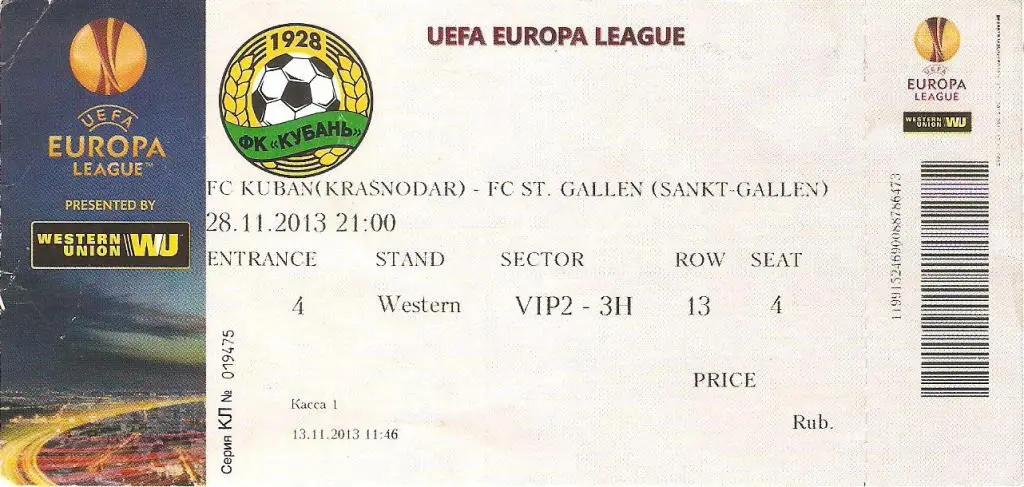 UEFA
EUROPA
LEAGUE™
PRESENTED BY
WESTERN UNION WU
1928
ФК «КУБАНЬ»
UEFA EUROPA LEAGUE
FC KUBAN(KRASNODAR) - FC ST. GALLEN (SANKT-GALLEN)
28.11.2013 21:00
ENTRANCE STAND SECTOR ROW SEAT
4 Western VIP2 - 3H 13 4
PRICE
Rub.
Касса 1
13.11.2013 11:46
Серия КЛ № 019475
UEFA
EUROPA
LEAGUE
WESTERN UNION WU